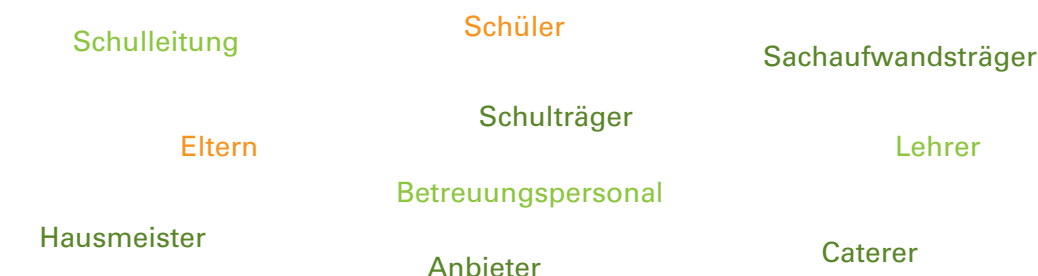 Schulleitung
Schüler
Sachaufwandsträger
Schulträger
Eltern
Lehrer
Betreuungspersonal
Hausmeister
Anbieter
Caterer